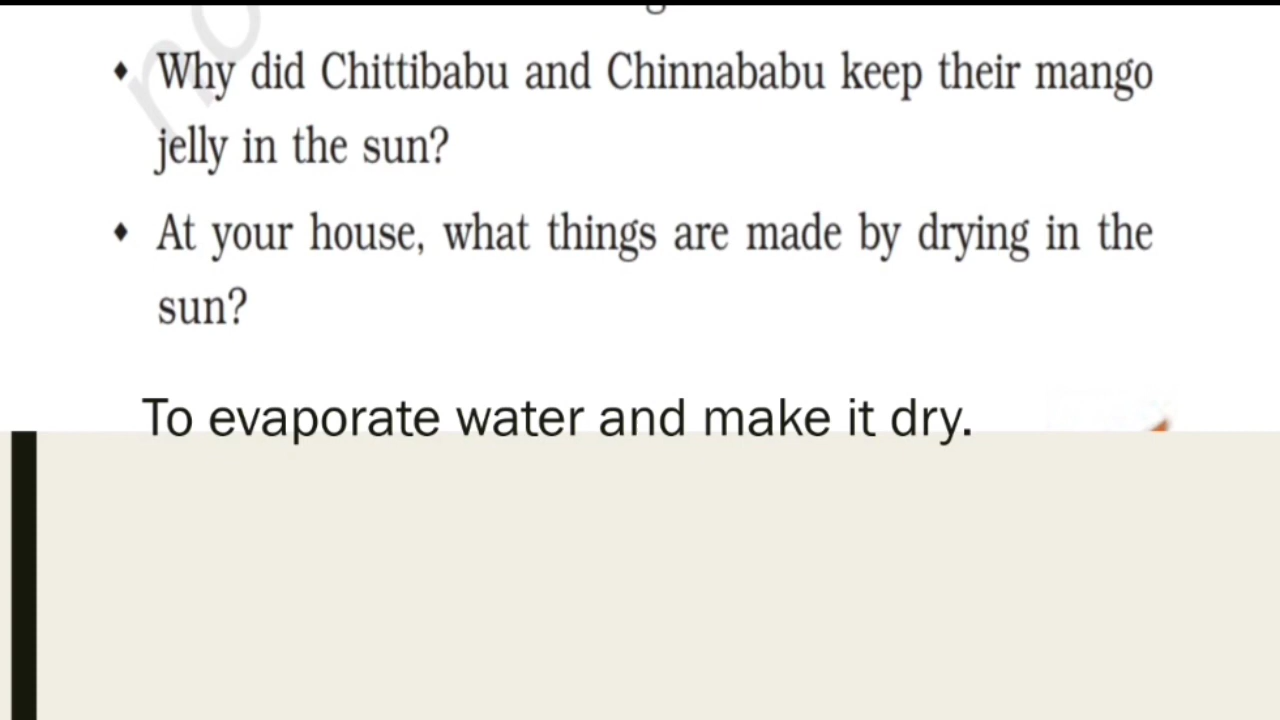 ♦ Why did Chittibabu and Chinnababu keep their mango
jelly in the sun?
♦ At your house, what things are made by drying in the
sun?
To evaporate water and make it dry.